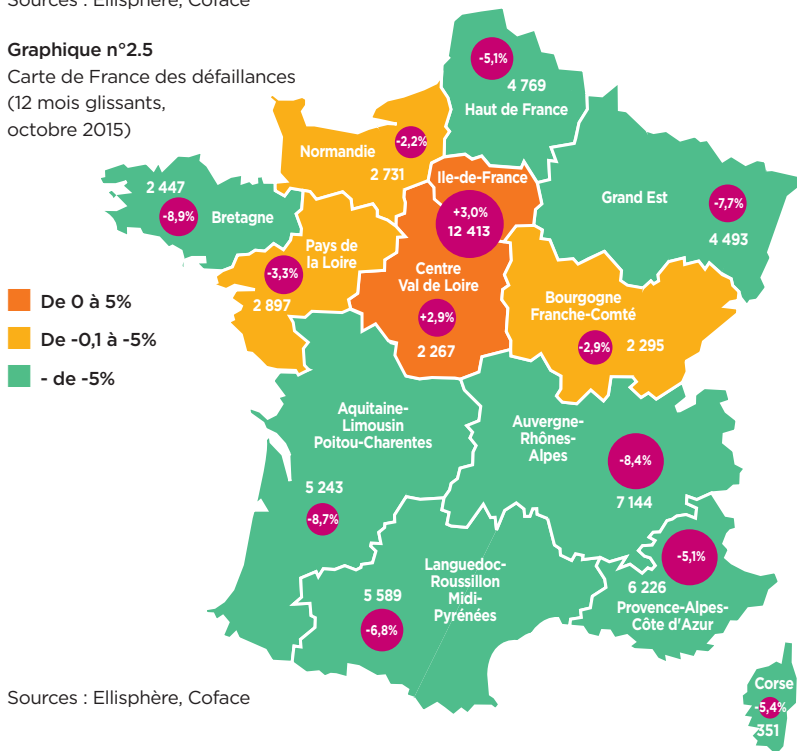 Sources : Ellisphère, Coface
Graphique n°2.5
Carte de France des défaillances
(12 mois glissants,
octobre 2015)
-5,1%
4 769
Haut de France
Normandie
-2,2%
2 731
Ile-de-France
+3,0%
12 413
Grand Est
-7,7%
4 493
2 447
-8,9%
Bretagne
Pays de
la Loire
-3,3%
2 897
Centre
Val de Loire
+2,9%
2 267
Bourgogne
Franche-Comté
-2,9%
2 295
De 0 à 5%
De -0,1 à -5%
- de -5%
Aquitaine-
Limousin
Poitou-Charentes
5 243
-8,7%
Auvergne-
Rhônes-
Alpes
-8,4%
7 144
Languedoc-
Roussillon
Midi-
Pyrénées
5 589
-6,8%
-5,1%
6 226
Provence-Alpes-
Côte d'Azur
Corse
-5,4%
351
Sources : Ellisphère, Coface